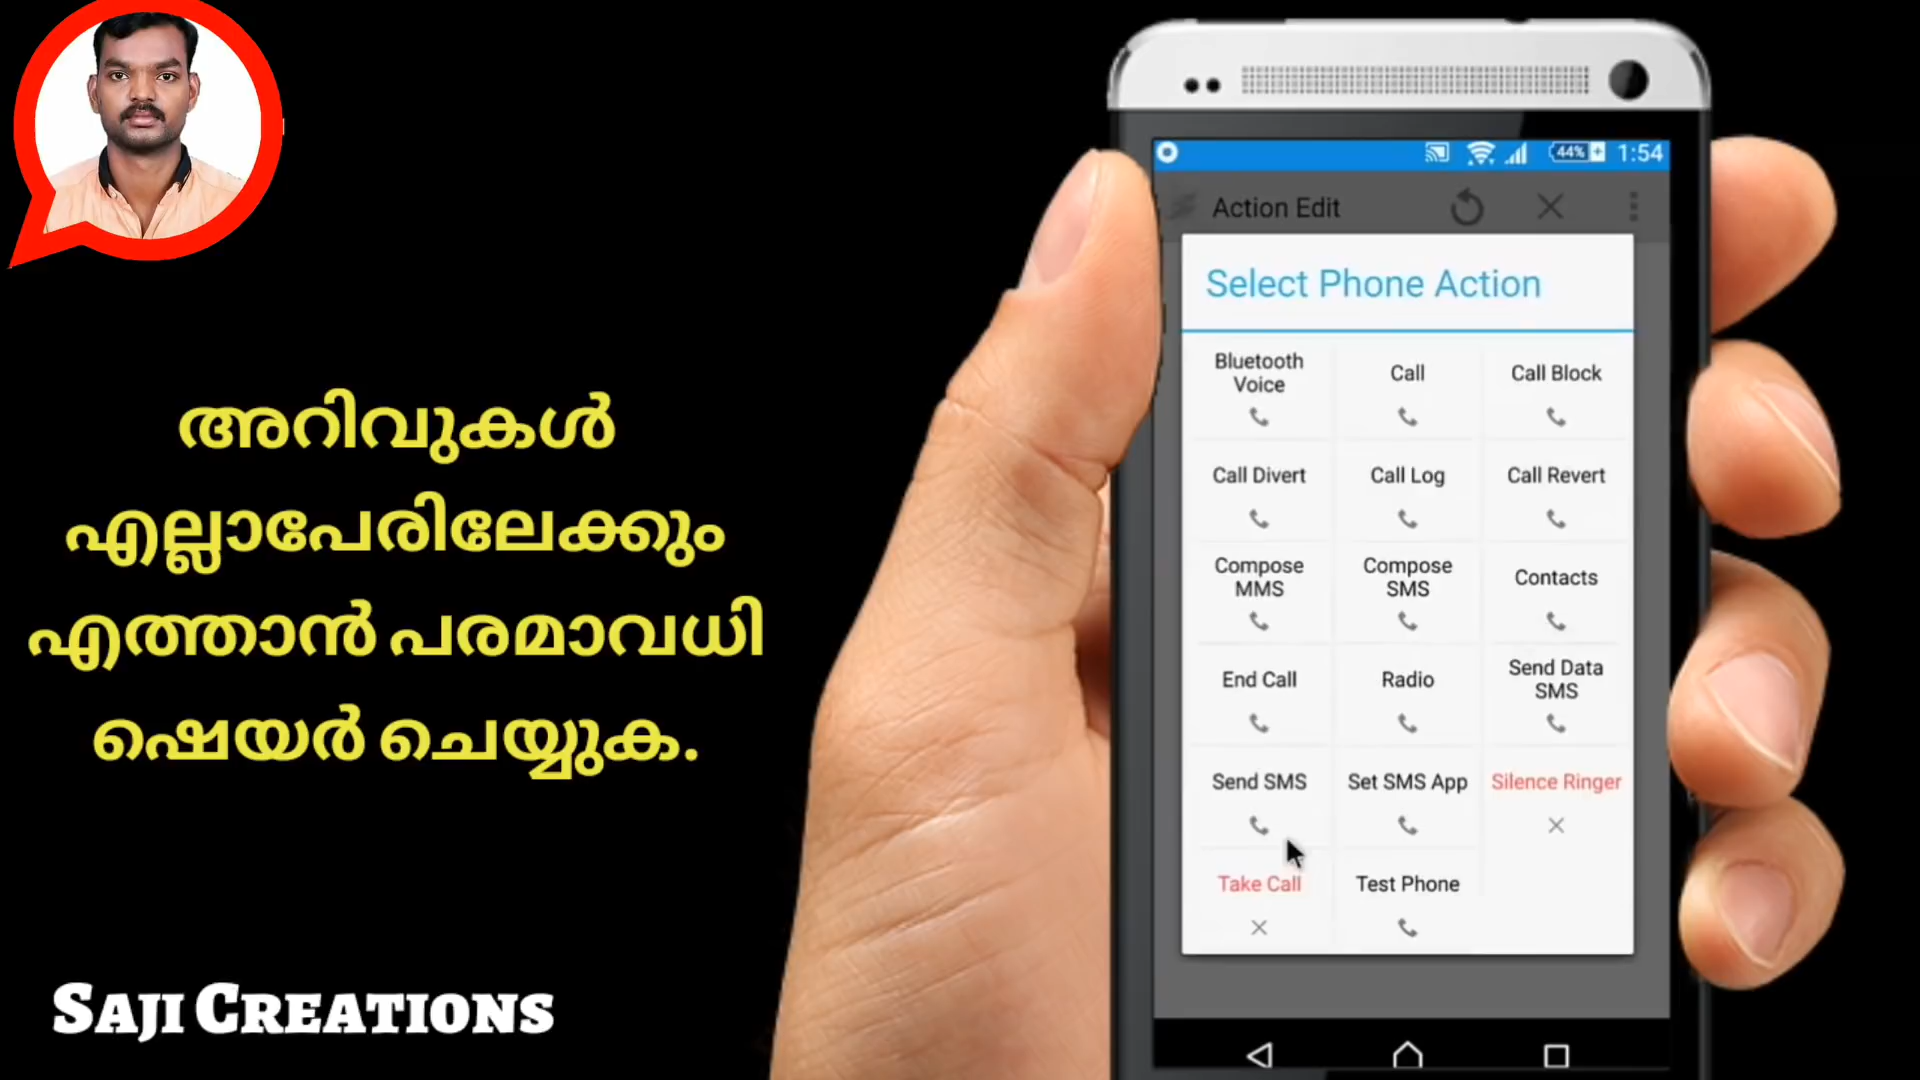 അറിവുകൾ
എല്ലാപേരിലേക്കും
എത്താൻ പരമാവധി
ഷെയർ ചെയ്യുക.
SAJI CREATIONS
44%
1:54
Action Edit
Select Phone Action
Bluetooth
Voice
Call
Call Block
Call Divert
Call Log
Call Revert
Compose
MMS
Compose
SMS
Contacts
End Call
Radio
Send Data
SMS
Send SMS
Set SMS App
Silence Ringer
Take Call
Test Phone